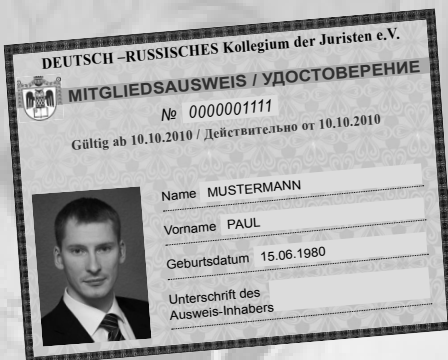 DEUTSCH –RUSSISCHES Kollegium der Juristen e.V.
MITGLIEDSAUSWEIS / УДОСТОВЕРЕНИЕ
№ 0000001111
Gültig ab 10.10.2010 / Действительно от 10.10.2010
Name MUSTERMANN
Vorname PAUL
Geburtsdatum 15.06.1980
Unterschrift des
Ausweis-Inhabers